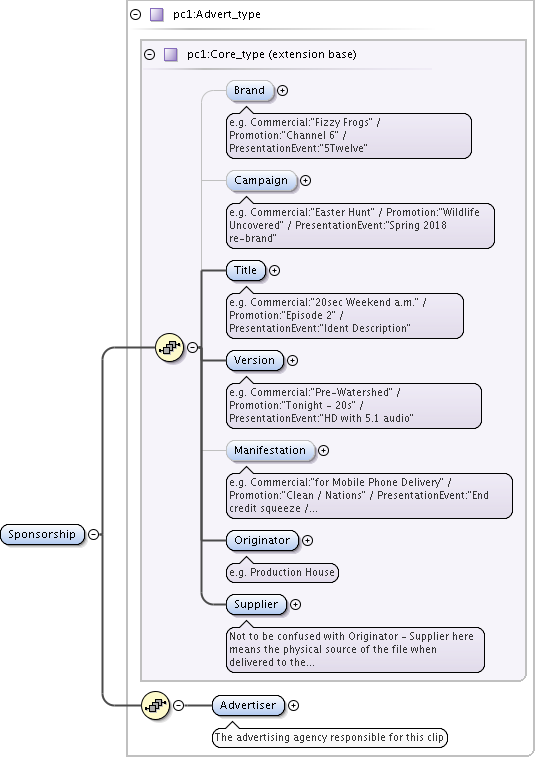 pc1:Advert_type
pc1:Core_type (extension base)
Brand
e.g. Commercial:"Fizzy Frogs" /
Promotion:"Channel 6" /
PresentationEvent:"5Twelve"
Campaign
e.g. Commercial:"Easter Hunt" / Promotion:"Wildlife
Uncovered" / PresentationEvent:"Spring 2018
re-brand"
Title
e.g. Commercial:"20sec Weekend a.m." /
Promotion:"Episode 2" /
PresentationEvent:"Ident Description"
Version
e.g. Commercial:"Pre-Watershed" /
Promotion:"Tonight - 20s" /
PresentationEvent:"HD with 5.1 audio"
Manifestation
e.g. Commercial:"for Mobile Phone Delivery" /
Promotion:"Clean / Nations" / PresentationEvent:"End
credit squeeze /...
Originator
e.g. Production House
Supplier
Not to be confused with Originator - Supplier here
means the physical source of the file when
delivered to the...
Sponsorship
Advertiser
The advertising agency responsible for this clip